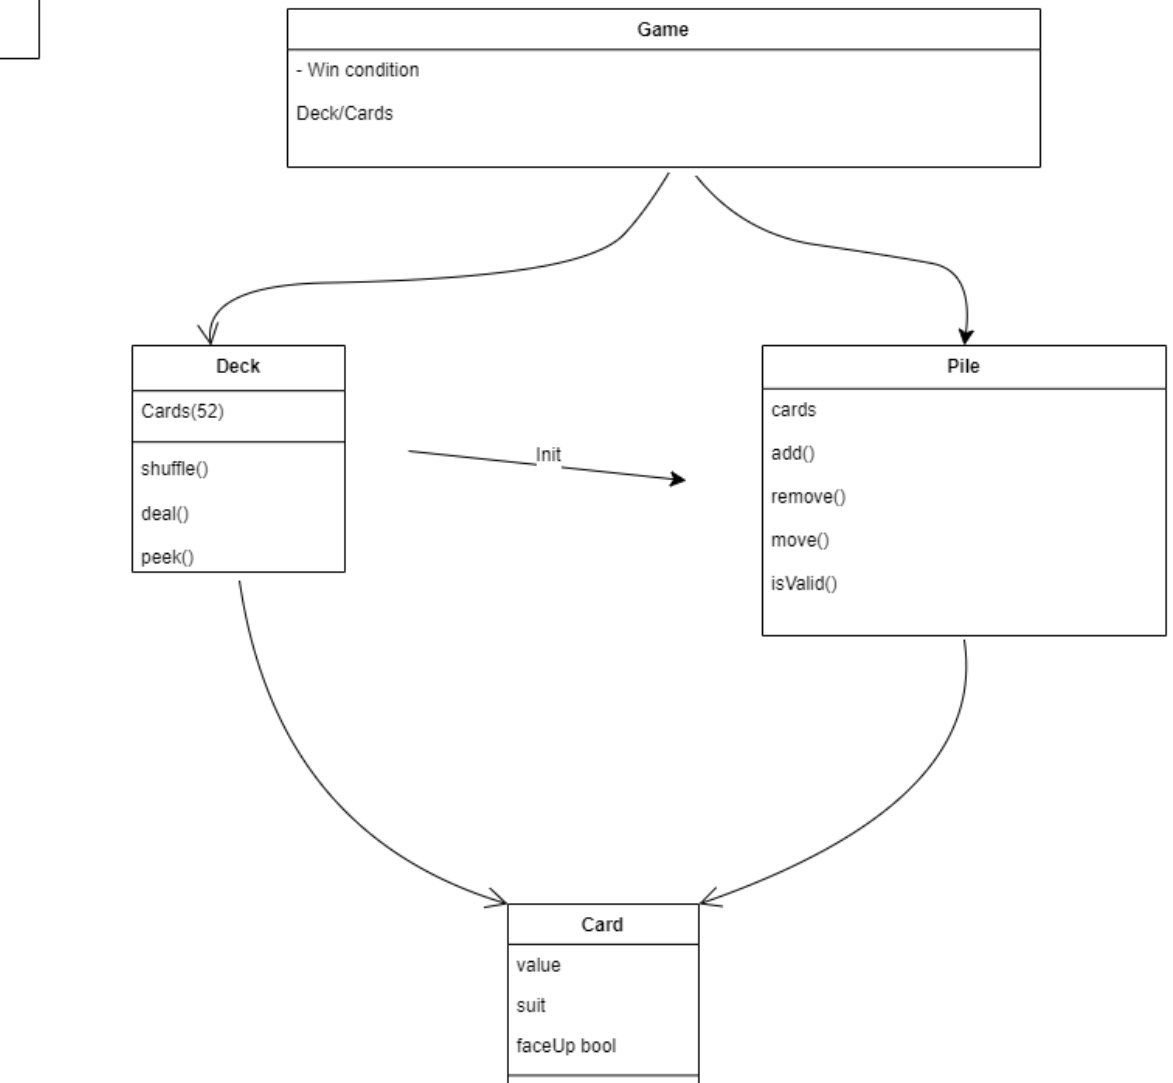 Game
- Win condition
Deck/Cards
Deck
Cards(52)
shuffle()
deal()
peek()
Init
Pile
cards
add()
remove()
move()
isValid()
Card
value
suit
faceUp bool